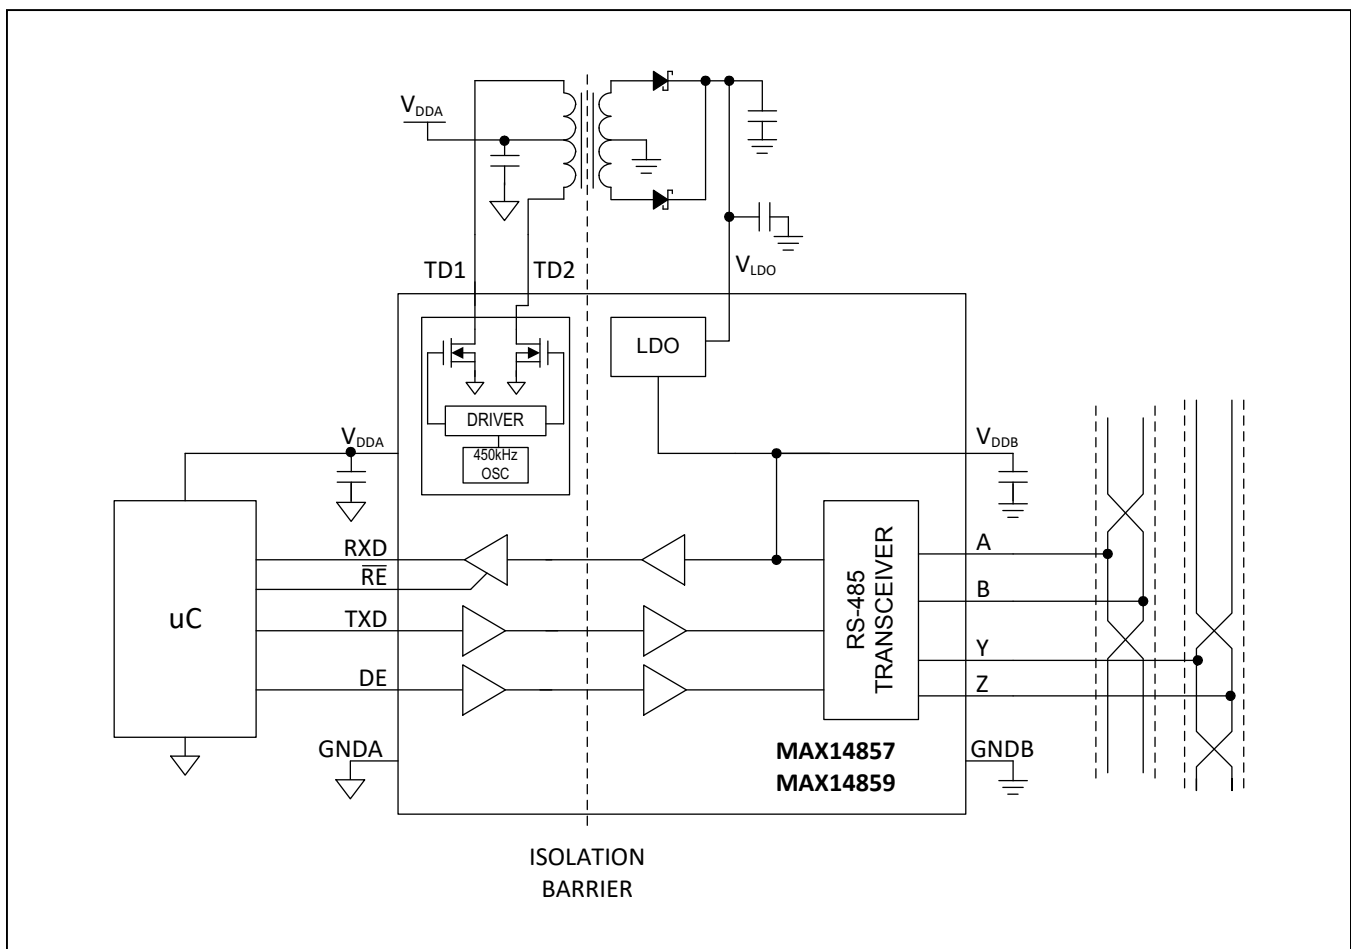 V_DDA
TD1
TD2
V_LDO
LDO
DRIVER
450kHz
OSC
V_DDA
V_DDB
uC
RXD
R̅E̅
TXD
DE
GNDA
RS-485
TRANSCEIVER
A
B
Y
Z
GNDB
MAX14857
MAX14859
ISOLATION
BARRIER